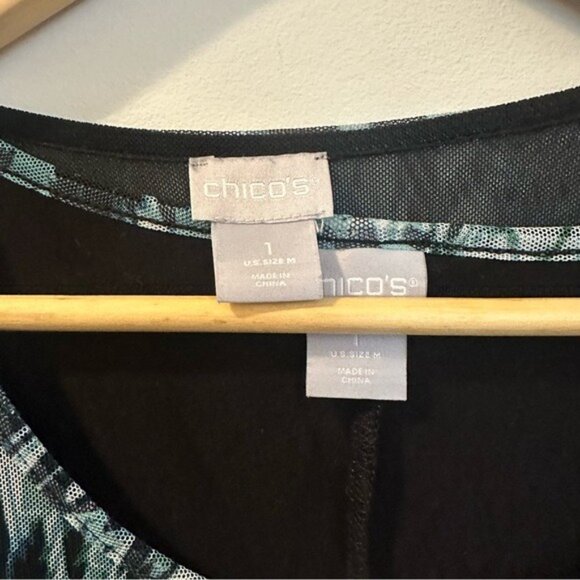 chico's
1
U.S. SIZE M
MADE IN
CHINA
hico's®
1
U.S. SIZE M
MADE IN
CHINA